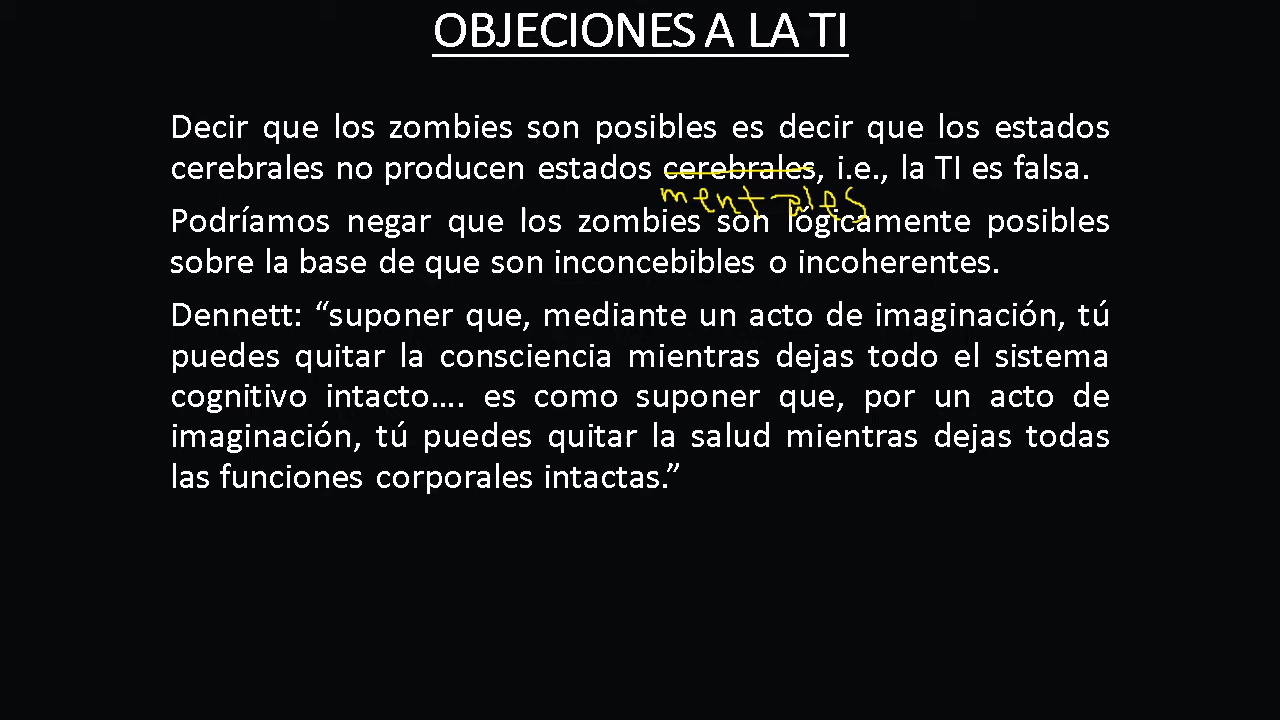 OBJECIONES A LA TI
Decir que los zombies son posibles es decir que los estados
cerebrales no producen estados cerebrales, i.e., la TI es falsa.
mentales
Podríamos negar que los zombies son lógicamente posibles
sobre la base de que son inconcebibles o incoherentes.
Dennett: “suponer que, mediante un acto de imaginación, tú
puedes quitar la consciencia mientras dejas todo el sistema
cognitivo intacto…. es como suponer que, por un acto de
imaginación, tú puedes quitar la salud mientras dejas todas
las funciones corporales intactas.”